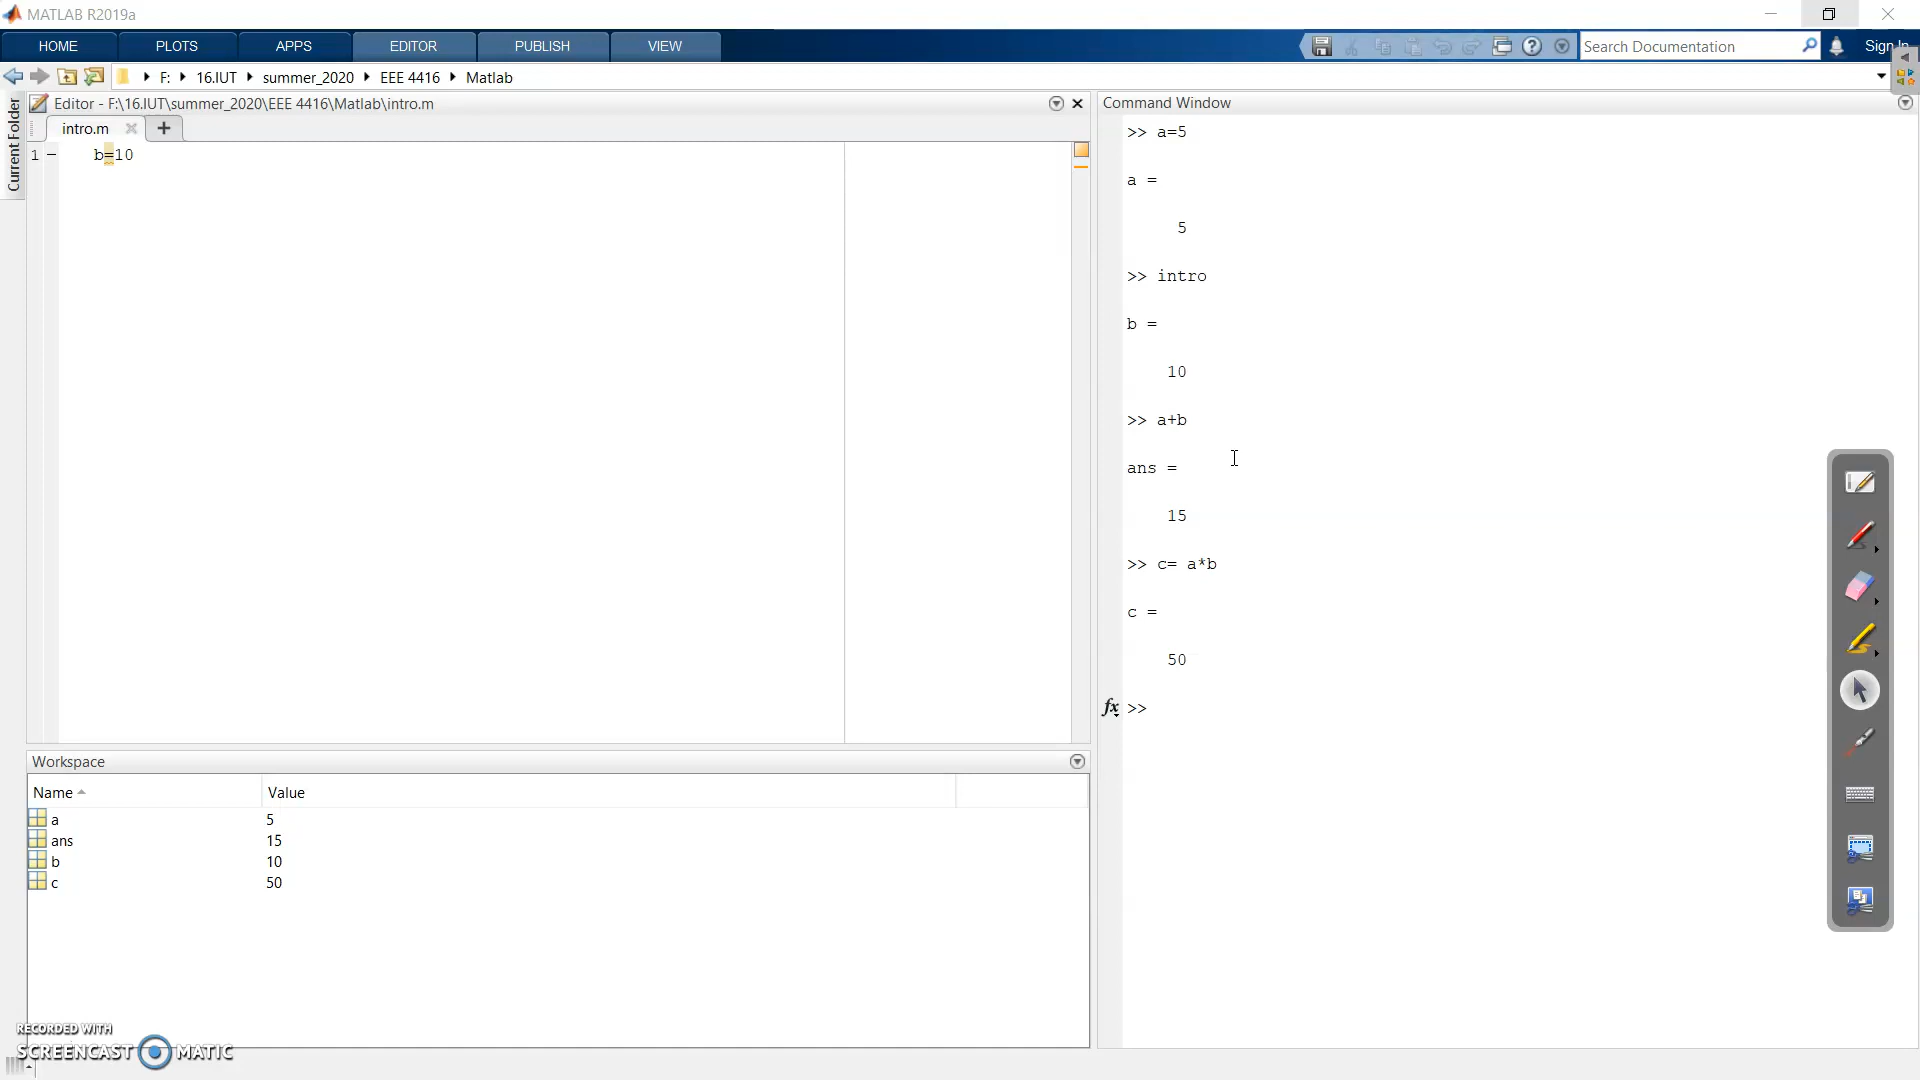 MATLAB R2019a
HOME PLOTS APPS EDITOR PUBLISH VIEW Search Documentation Sign In
F: 16.IUT summer_2020 EEE 4416 Matlab
Current Folder
Editor - F:\16.IUT\summer_2020\EEE 4416\Matlab\intro.m
intro.m
1 — b=10
Command Window
>> a=5
a =
5
>> intro
b =
10
>> a+b
ans =
15
>> c= a*b
c =
50
fx >>
Workspace
Name Value
a 5
ans 15
b 10
c 50
RECORDED WITH
SCREENCAST MATIC